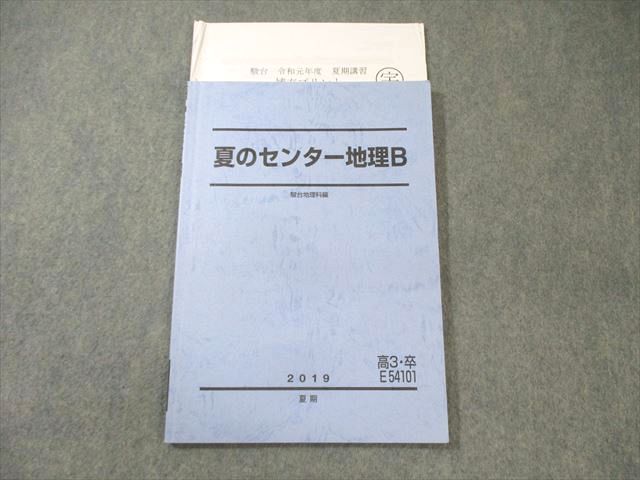 駿台 令和元年度 夏期講習
夏のセンター地理B
駿台地理科編
高3・卒
E54101
2019
夏期